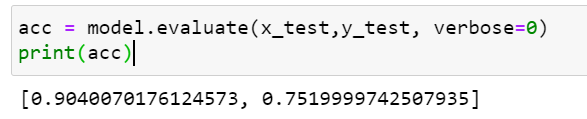 acc = model.evaluate(x_test,y_test, verbose=0)
print(acc)
[0.9040070176124573, 0.7519999742507935]